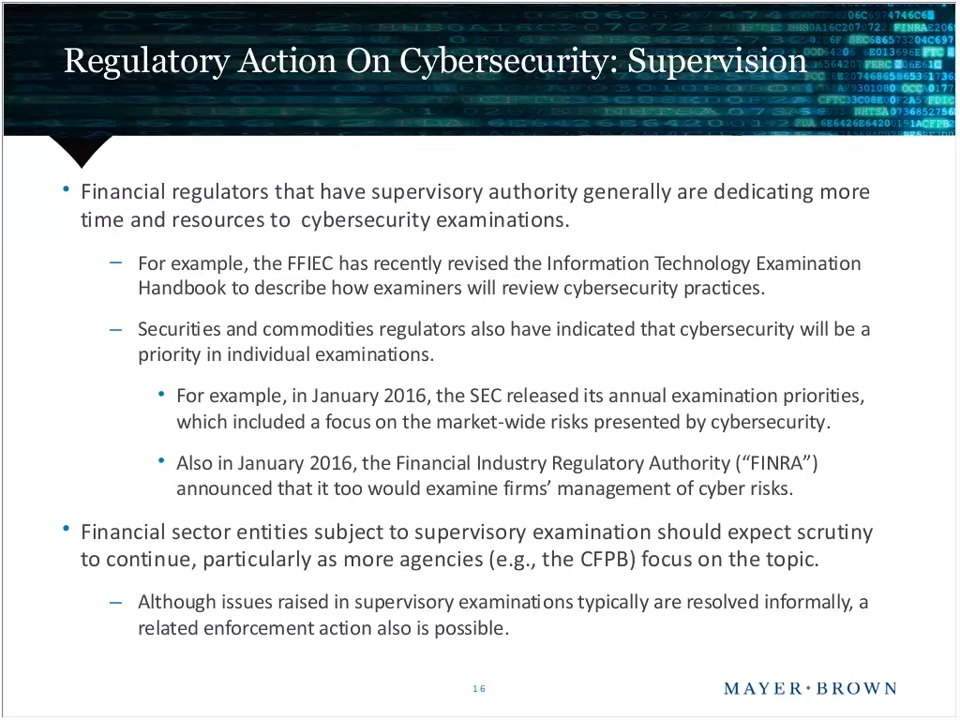 Regulatory Action On Cybersecurity: Supervision
• Financial regulators that have supervisory authority generally are dedicating more
time and resources to cybersecurity examinations.
– For example, the FFIEC has recently revised the Information Technology Examination
Handbook to describe how examiners will review cybersecurity practices.
– Securities and commodities regulators also have indicated that cybersecurity will be a
priority in individual examinations.
• For example, in January 2016, the SEC released its annual examination priorities,
which included a focus on the market-wide risks presented by cybersecurity.
• Also in January 2016, the Financial Industry Regulatory Authority (“FINRA”)
announced that it too would examine firms’ management of cyber risks.
• Financial sector entities subject to supervisory examination should expect scrutiny
to continue, particularly as more agencies (e.g., the CFPB) focus on the topic.
– Although issues raised in supervisory examinations typically are resolved informally, a
related enforcement action also is possible.
16
MAYER • BROWN